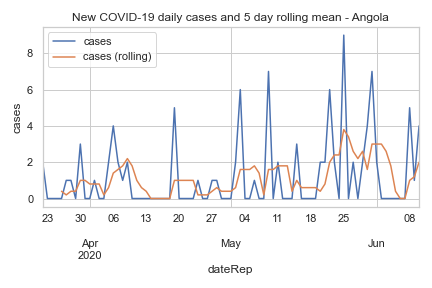 New COVID-19 daily cases and 5 day rolling mean - Angola
cases
cases (rolling)
cases
8
6
4
2
0
23 30 06 13 20 27 04 11 18 25 01 08
Apr May Jun
2020
dateRep